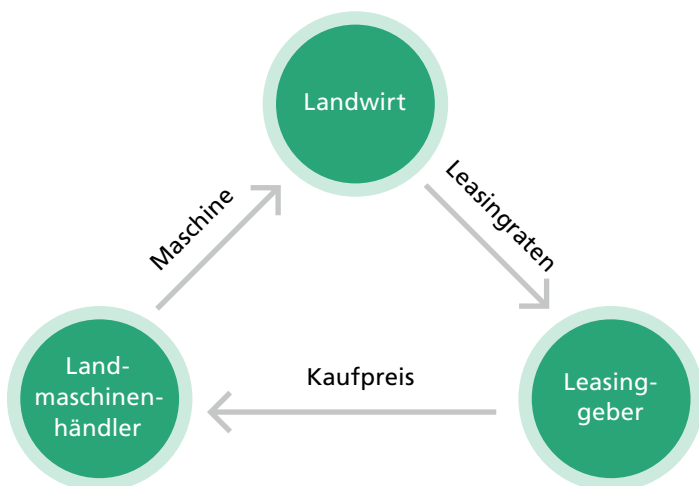 Landwirt
Maschine
Leasingraten
Land-
maschinen-
händler
Kaufpreis
Leasing-
geber